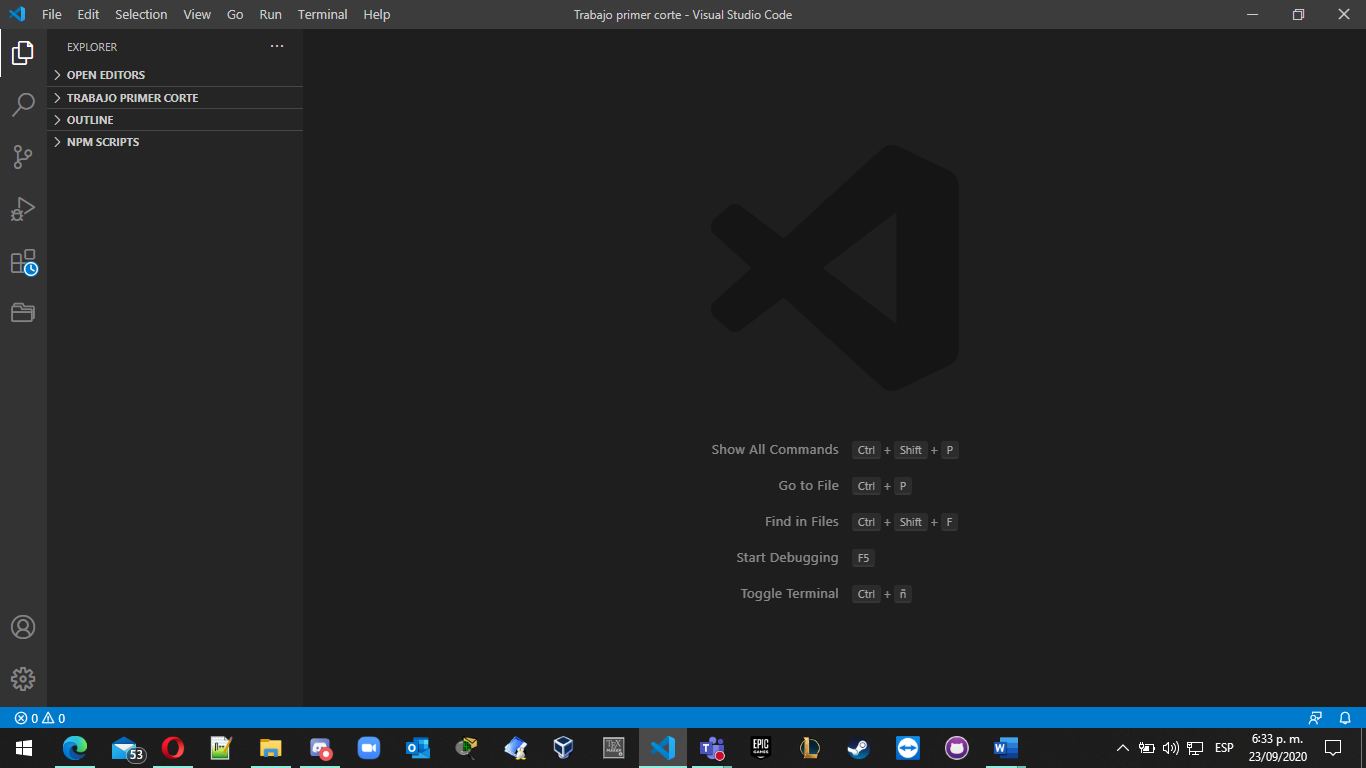 File Edit Selection View Go Run Terminal Help
Trabajo primer corte - Visual Studio Code
EXPLORER
OPEN EDITORS
TRABAJO PRIMER CORTE
OUTLINE
NPM SCRIPTS
Show All Commands Ctrl + Shift + P
Go to File Ctrl + P
Find in Files Ctrl + Shift + F
Start Debugging F5
Toggle Terminal Ctrl + ñ
0 0
53
EPIC GAMES
ESP
6:33 p. m.
23/09/2020